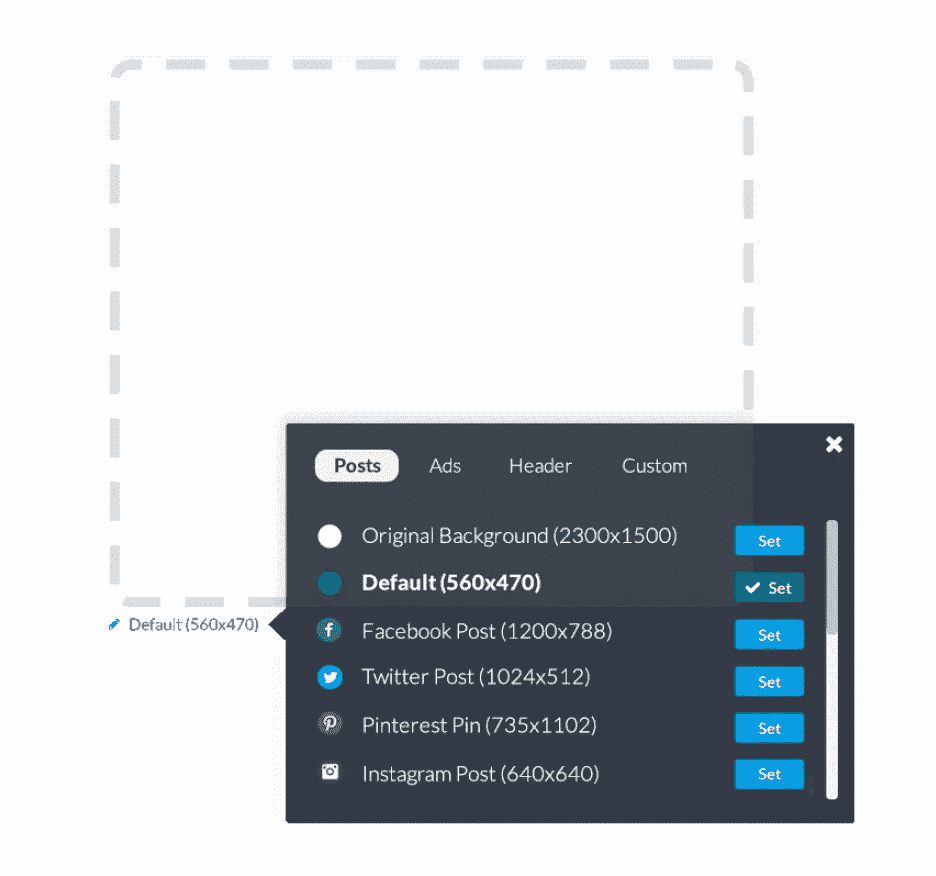 Posts Ads Header Custom
Original Background (2300x1500) Set
Default (560x470) Set
Default (560x470)
Facebook Post (1200x788) Set
Twitter Post (1024x512) Set
Pinterest Pin (735x1102) Set
Instagram Post (640x640) Set